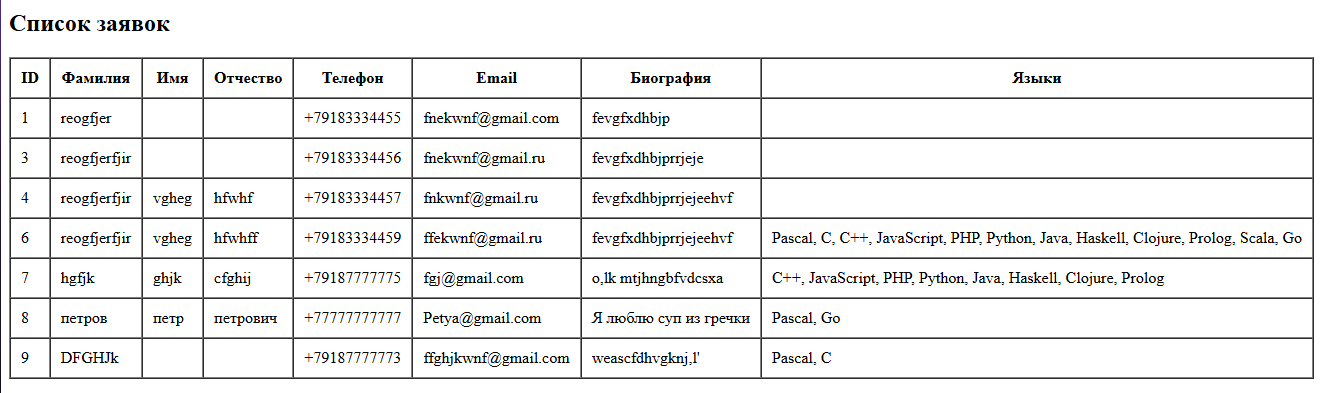 Список заявок
ID Фамилия Имя Отчество Телефон Email Биография Языки
1 reogfjer +79183334455 fnekwnf@gmail.com fevgfxdhbjp
3 reogfjerfjir +79183334456 fnekwnf@gmail.ru fevgfxdhbjprrjeje
4 reogfjerfjir vgheg hfwhf +79183334457 fnkwnf@gmail.ru fevgfxdhbjprrjejeehvf
6 reogfjerfjir vgheg hfwhff +79183334459 ffekwnf@gmail.ru fevgfxdhbjprrjejeehvf Pascal, C, C++, JavaScript, PHP, Python, Java, Haskell, Clojure, Prolog, Scala, Go
7 hgfjk ghjk cfghij +79187777775 fgj@gmail.com o,lk mtjhngbfvdcsxa C++, JavaScript, PHP, Python, Java, Haskell, Clojure, Prolog
8 петров петр петрович +77777777777 Petya@gmail.com Я люблю суп из гречки Pascal, Go
9 DFGHJk +79187777773 ffghjkwnf@gmail.com weascfdhvgknj,l' Pascal, C